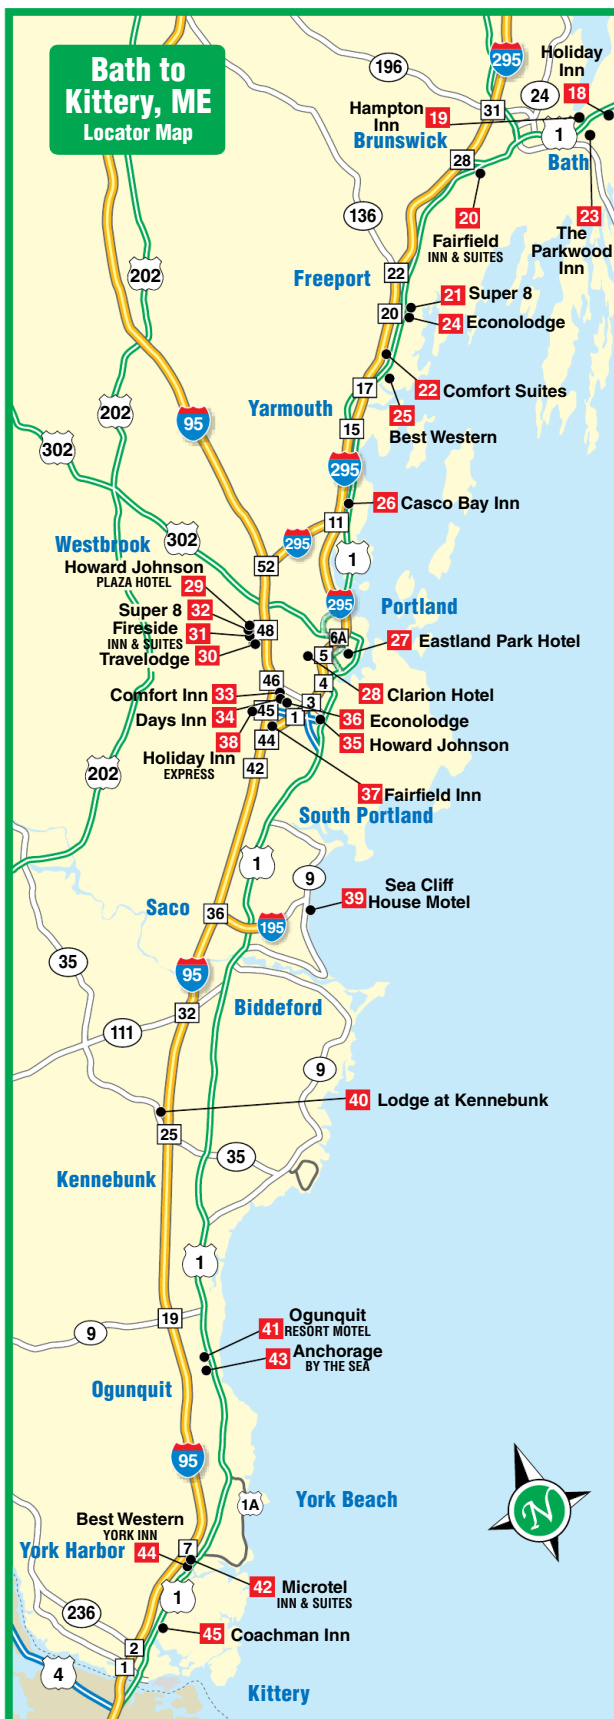 Bath to
Kittery, ME
Locator Map
295
196
Holiday
Inn
18
24
Hampton
Inn
19
31
1
Brunswick
28
Bath
20
23
136
Fairfield
INN & SUITES
The
Parkwood
Inn
202
Freeport
22
21 Super 8
20
24 Econolodge
17
22 Comfort Suites
202
Yarmouth
25
95
15
Best Western
302
295
26 Casco Bay Inn
11
302
295
Westbrook
1
52
Howard Johnson
PLAZA HOTEL
29
295
Portland
Super 8 32
48
6A
Fireside
INN & SUITES
31
27 Eastland Park Hotel
Travelodge 30
5
46
4
28 Clarion Hotel
Comfort Inn 33
3
45
1
36 Econolodge
Days Inn 34
38
44
35 Howard Johnson
Holiday Inn
EXPRESS
42
202
37 Fairfield Inn
South Portland
1
9
Sea Cliff
House Motel
39
Saco
36
195
35
95
Biddeford
32
111
9
40 Lodge at Kennebunk
25
35
Kennebunk
1
19
Ogunquit
RESORT MOTEL
41
9
43 Anchorage
BY THE SEA
Ogunquit
95
York Beach
1A
N
Best Western
YORK INN
7
York Harbor 44
42 Microtel
INN & SUITES
1
236
45 Coachman Inn
2
1
4
Kittery